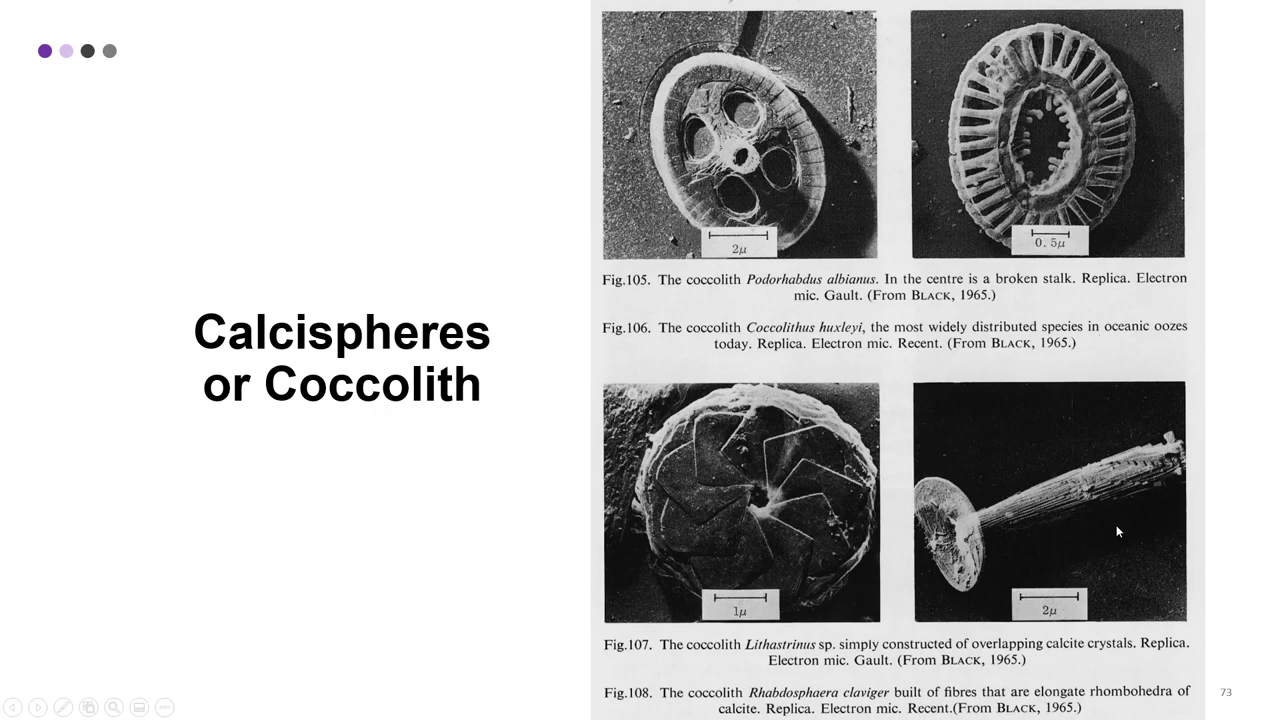 Calcispheres
or Coccolith
2μ
0.5μ
Fig.105. The coccolith Podorhabdus albianus. In the centre is a broken stalk. Replica. Electron
mic. Gault. (From BLACK, 1965.)
Fig.106. The coccolith Coccolithus huxleyi, the most widely distributed species in oceanic oozes
today. Replica. Electron mic. Recent. (From BLACK, 1965.)
1μ
2μ
Fig.107. The coccolith Lithastrinus sp. simply constructed of overlapping calcite crystals. Replica.
Electron mic. Gault. (From BLACK, 1965.)
Fig.108. The coccolith Rhabdosphaera claviger built of fibres that are elongate rhombohedra of
calcite. Replica. Electron mic. Recent.(From BLACK, 1965.)
73